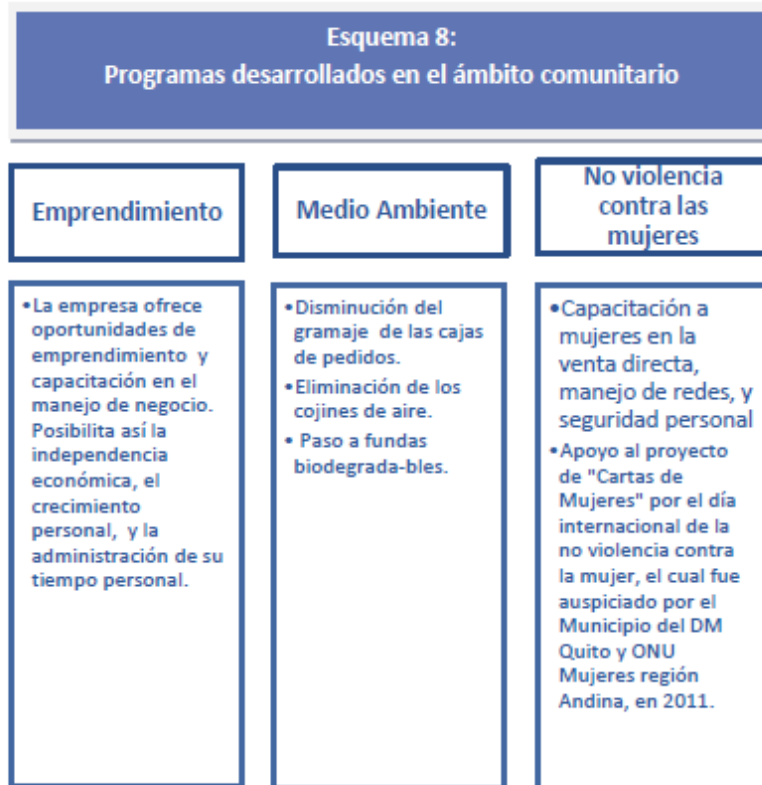 Esquema 8:
Programas desarrollados en el ámbito comunitario
Emprendimiento
•La empresa ofrece
oportunidades de
emprendimiento y
capacitación en el
manejo de negocio.
Posibilita así la
independencia
económica, el
crecimiento
personal, y la
administración de su
tiempo personal.
Medio Ambiente
•Disminución del
gramaje de las cajas
de pedidos.
•Eliminación de los
cojines de aire.
• Paso a fundas
biodegrada-bles.
No violencia
contra las
mujeres
•Capacitación a
mujeres en la
venta directa,
manejo de redes, y
seguridad personal
•Apoyo al proyecto
de "Cartas de
Mujeres" por el día
internacional de la
no violencia contra
la mujer, el cual fue
auspiciado por el
Municipio del DM
Quito y ONU
Mujeres región
Andina, en 2011.